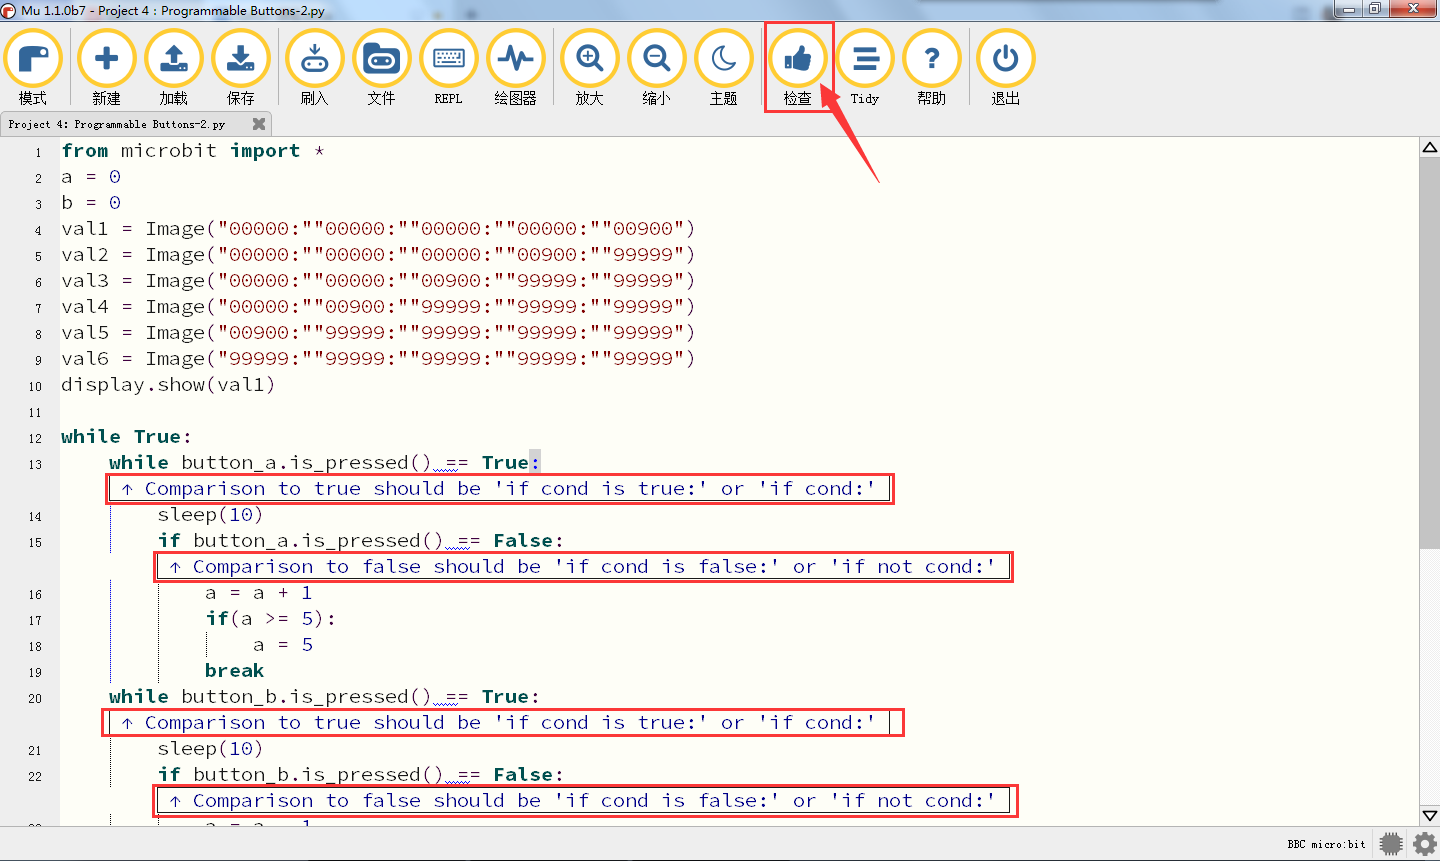 Mu 1.1.0b7 - Project 4 : Programmable Buttons-2.py
模式 新建 加载 保存 刷入 文件 REPL 绘图器 放大 缩小 主题 检查 Tidy 帮助 退出
Project 4: Programmable Buttons-2.py
1 from microbit import *
2 a = 0
3 b = 0
4 val1 = Image("00000:""00000:""00000:""00000:""00900")
5 val2 = Image("00000:""00000:""00000:""00900:""99999")
6 val3 = Image("00000:""00000:""00900:""99999:""99999")
7 val4 = Image("00000:""00900:""99999:""99999:""99999")
8 val5 = Image("00900:""99999:""99999:""99999:""99999")
9 val6 = Image("99999:""99999:""99999:""99999:""99999")
10 display.show(val1)
11
12 while True:
13 while button_a.is_pressed() == True:
↑ Comparison to true should be 'if cond is true:' or 'if cond:'
14 sleep(10)
15 if button_a.is_pressed() == False:
↑ Comparison to false should be 'if cond is false:' or 'if not cond:'
16 a = a + 1
17 if(a >= 5):
18 a = 5
19 break
20 while button_b.is_pressed() == True:
↑ Comparison to true should be 'if cond is true:' or 'if cond:'
21 sleep(10)
22 if button_b.is_pressed() == False:
↑ Comparison to false should be 'if cond is false:' or 'if not cond:'
BBC micro:bit